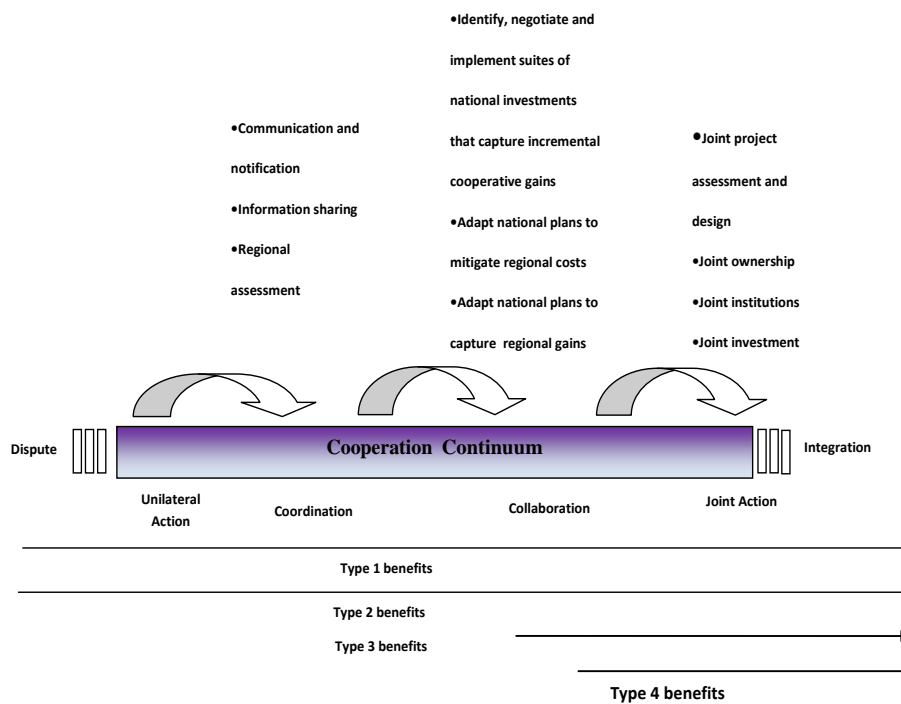 •Communication and
notification
•Information sharing
•Regional
assessment
•Identify, negotiate and
implement suites of
national investments
that capture incremental
cooperative gains
•Adapt national plans to
mitigate regional costs
•Adapt national plans to
capture regional gains
•Joint project
assessment and
design
•Joint ownership
•Joint institutions
•Joint investment
Dispute
Cooperation Continuum
Integration
Unilateral
Action
Coordination
Collaboration
Joint Action
Type 1 benefits
Type 2 benefits
Type 3 benefits
Type 4 benefits